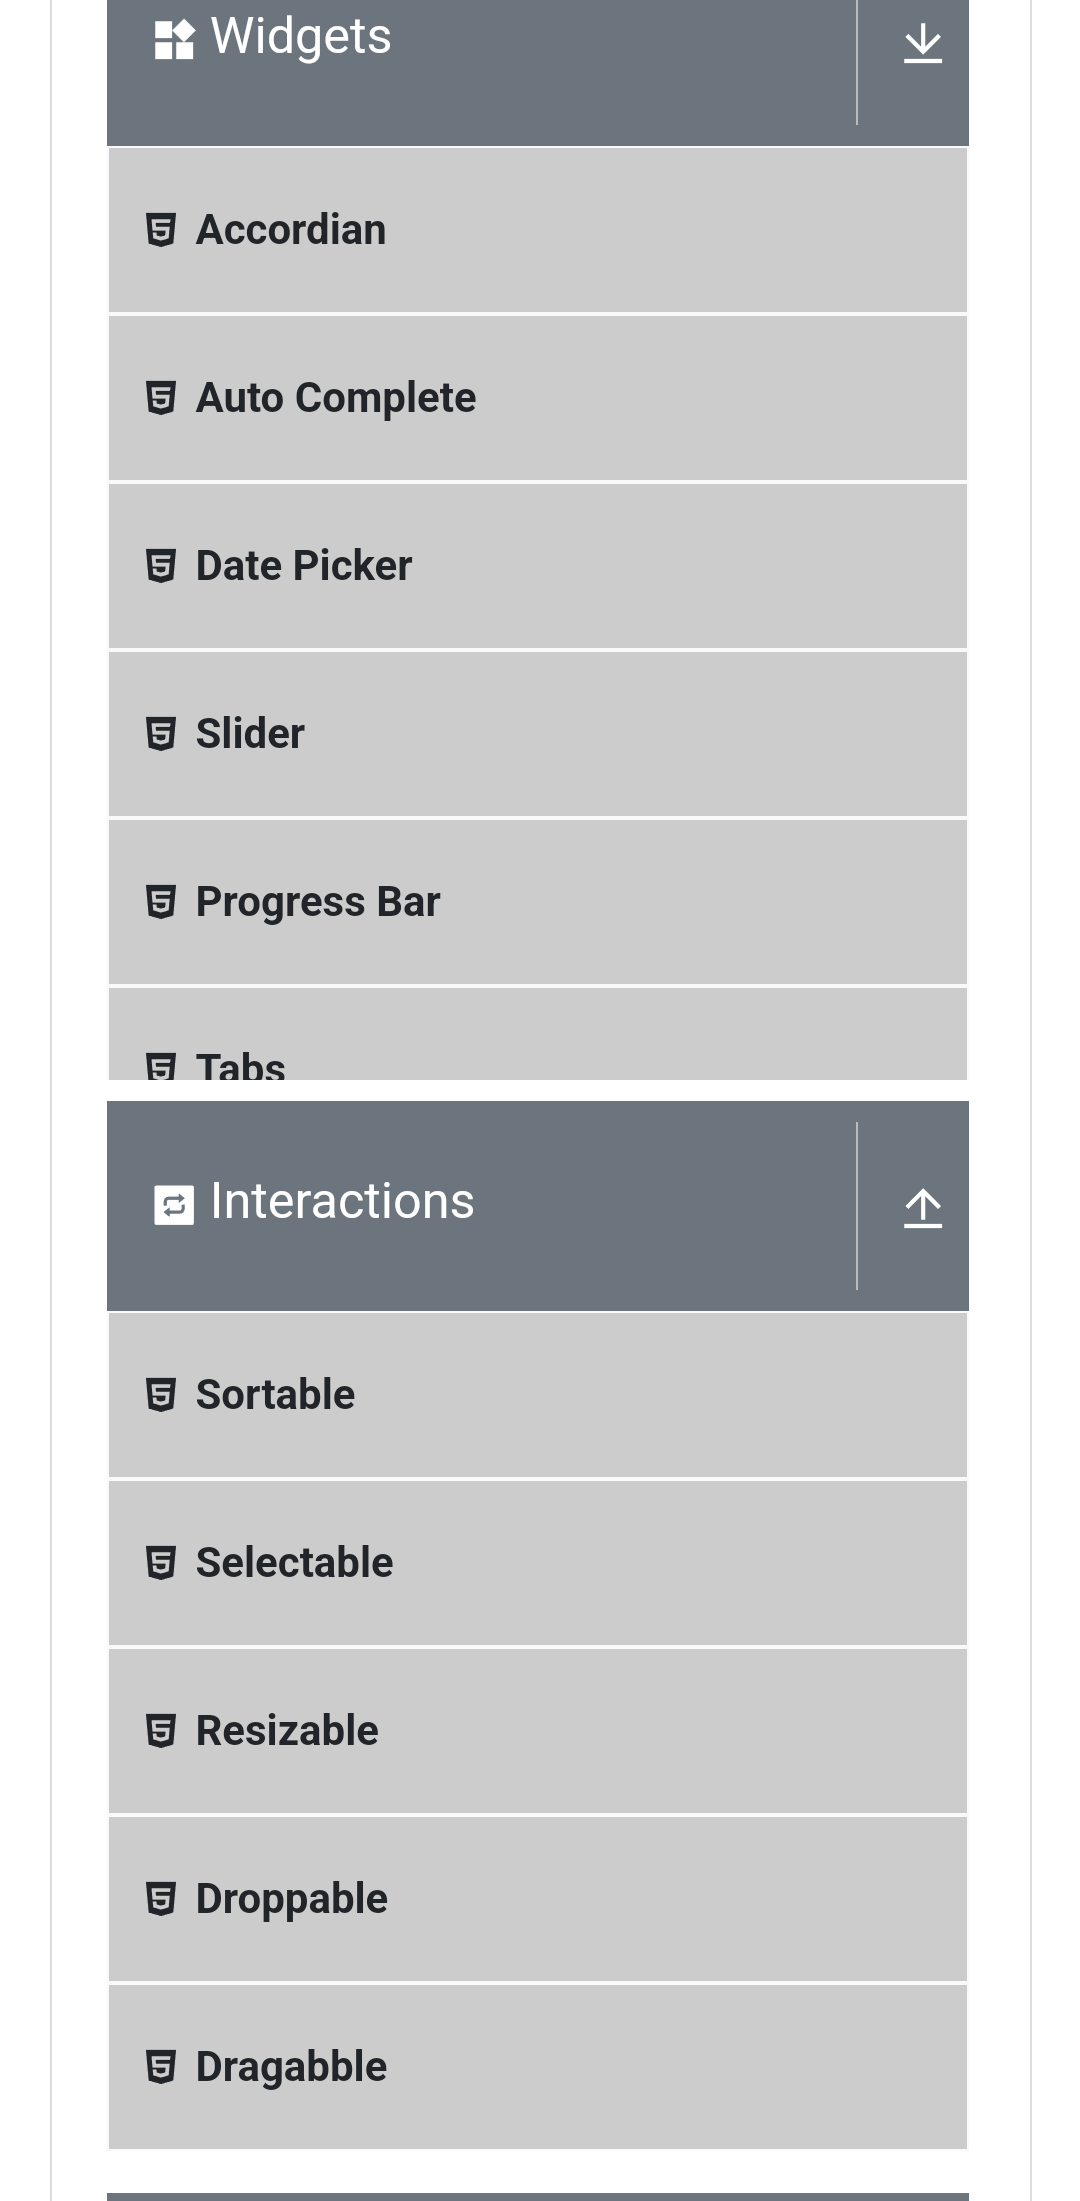 Widgets
Accordian
Auto Complete
Date Picker
Slider
Progress Bar
Tabs
Interactions
Sortable
Selectable
Resizable
Droppable
Dragabble